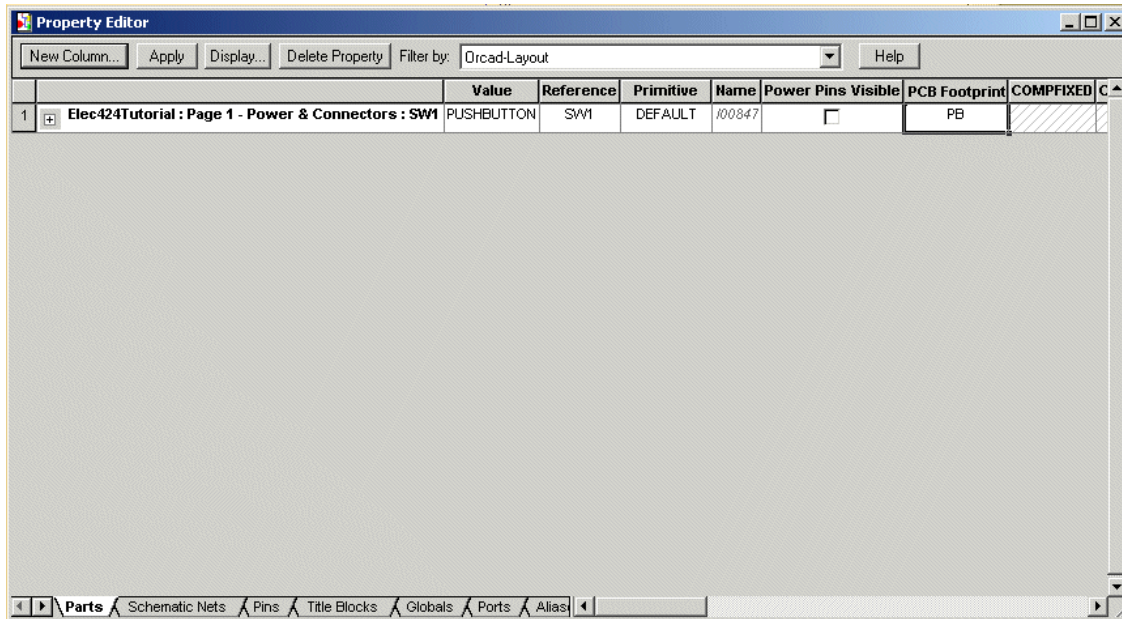 Property Editor
New Column... Apply Display... Delete Property Filter by: Orcad-Layout Help
Value Reference Primitive Name Power Pins Visible PCB Footprint COMPFIXED C
1 Elec424Tutorial : Page 1 - Power & Connectors : SW1 PUSHBUTTON SW1 DEFAULT I00847 PB
Parts Schematic Nets Pins Title Blocks Globals Ports Alias